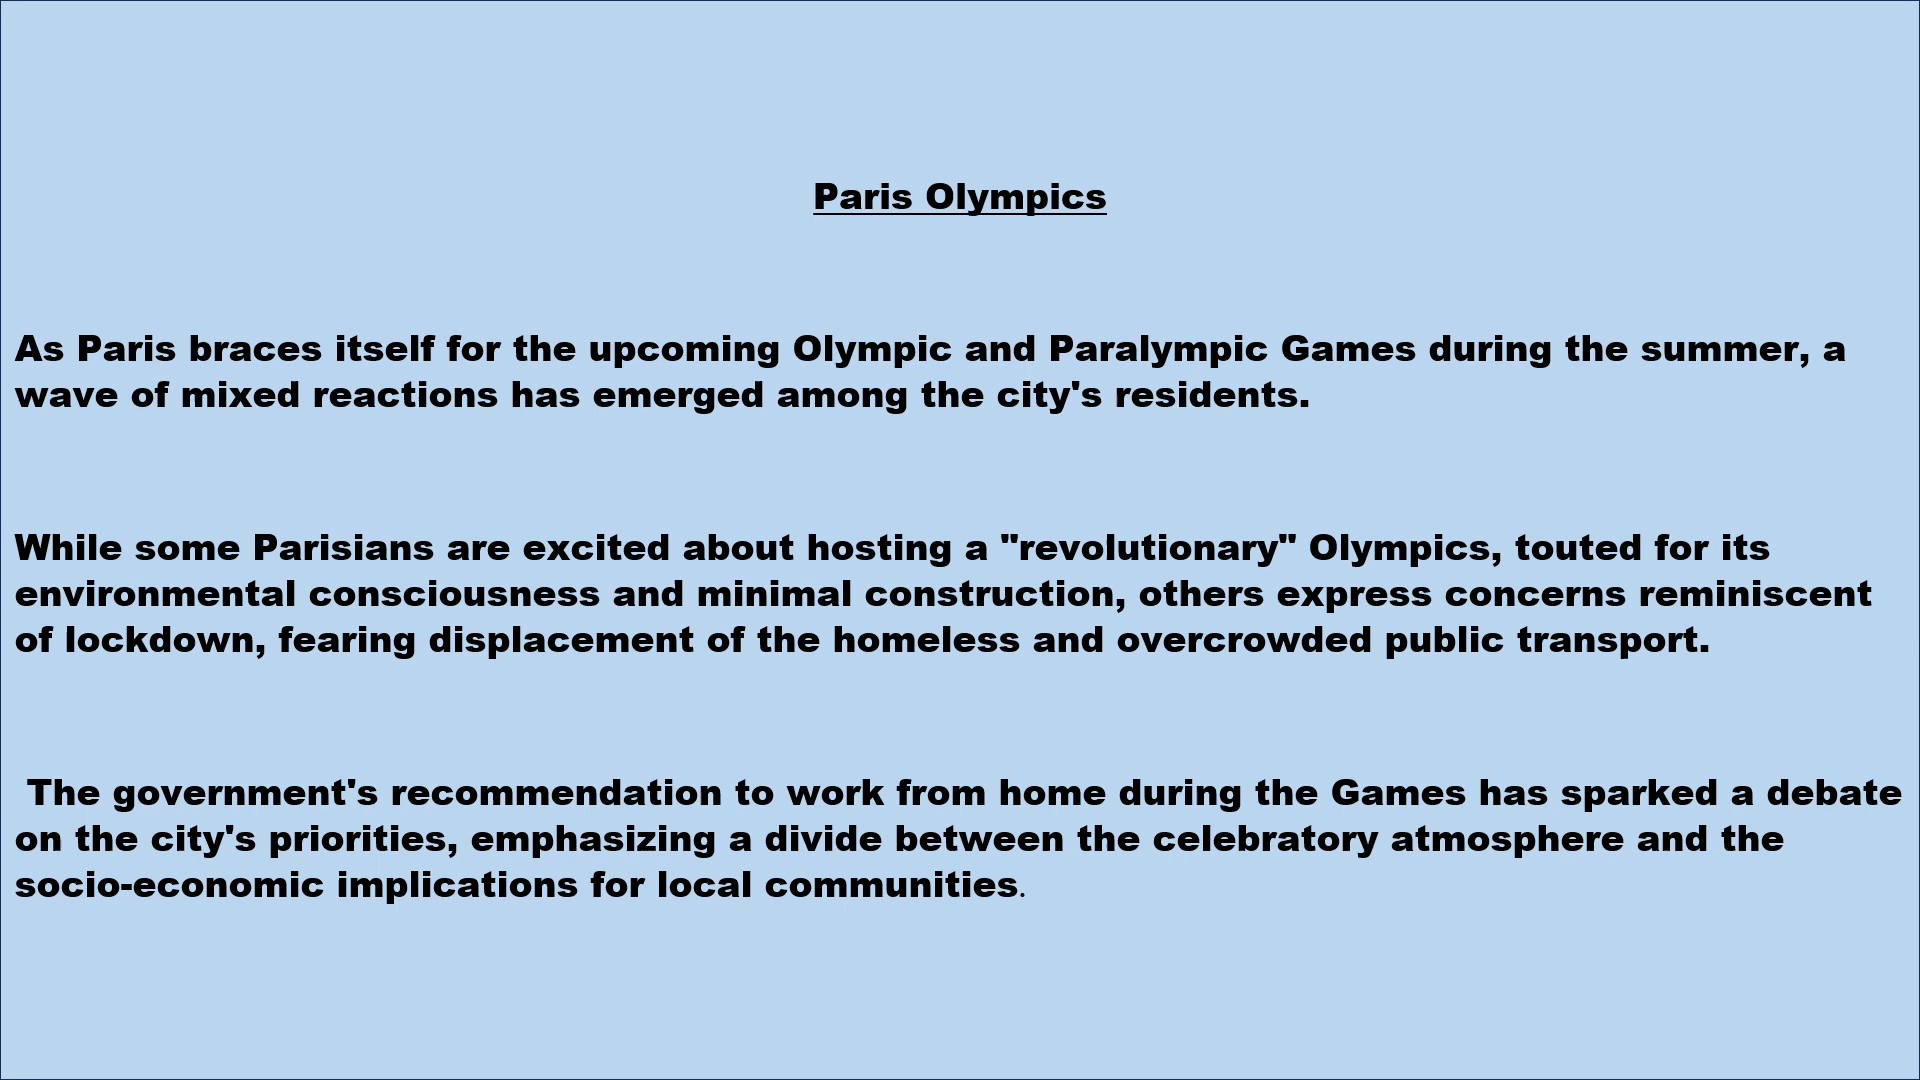 Paris Olympics
As Paris braces itself for the upcoming Olympic and Paralympic Games during the summer, a
wave of mixed reactions has emerged among the city's residents.
While some Parisians are excited about hosting a "revolutionary" Olympics, touted for its
environmental consciousness and minimal construction, others express concerns reminiscent
of lockdown, fearing displacement of the homeless and overcrowded public transport.
The government's recommendation to work from home during the Games has sparked a debate
on the city's priorities, emphasizing a divide between the celebratory atmosphere and the
socio-economic implications for local communities.